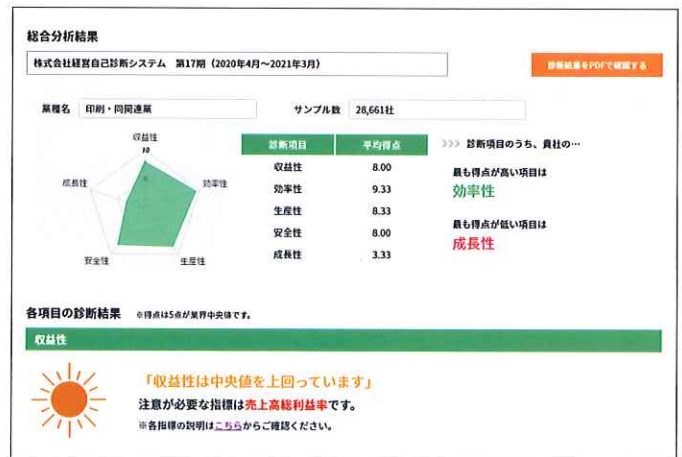 総合分析結果
株式会社経営自己診断システム 第17期（2020年4月～2021年3月）
診断結果をPDFで確認する
業種名 印刷・同関連業 サンプル数 28,661社
収益性
10
効率性
生産性
安全性
成長性
診断項目 平均得点
収益性 8.00
効率性 9.33
生産性 8.33
安全性 8.00
成長性 3.33
>>> 診断項目のうち、貴社の…
最も得点が高い項目は
効率性
最も得点が低い項目は
成長性
各項目の診断結果 ※得点は5点が業界中央値です。
収益性
「収益性は中央値を上回っています」
注意が必要な指標は売上高総利益率です。
※各指標の説明はこちらからご確認ください。